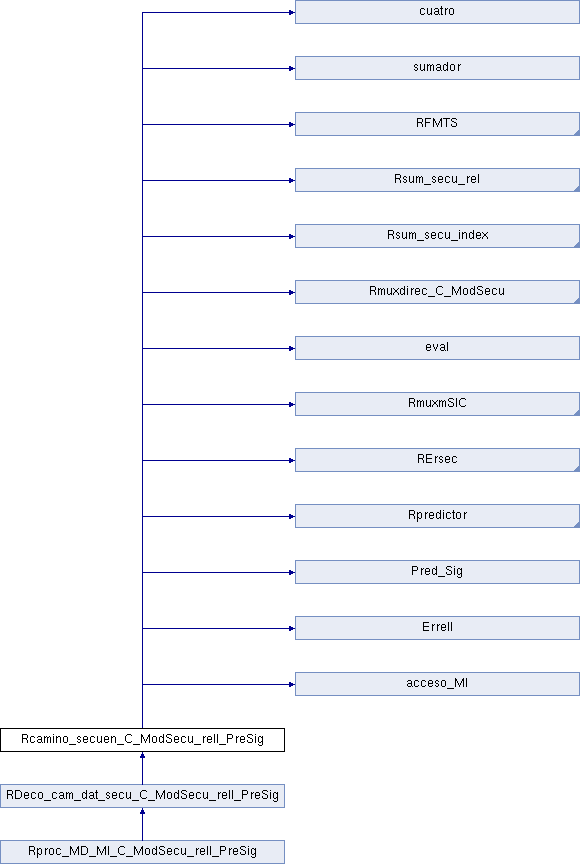 cuatro
sumador
RFMTS
Rsum_secu_rel
Rsum_secu_index
Rmuxdirec_C_ModSecu
eval
RmuxmSIC
RErsec
Rpredictor
Pred_Sig
Errell
acceso_MI
Rcamino_secuen_C_ModSecu_rell_PreSig
RDeco_cam_dat_secu_C_ModSecu_rell_PreSig
Rproc_MD_MI_C_ModSecu_rell_PreSig